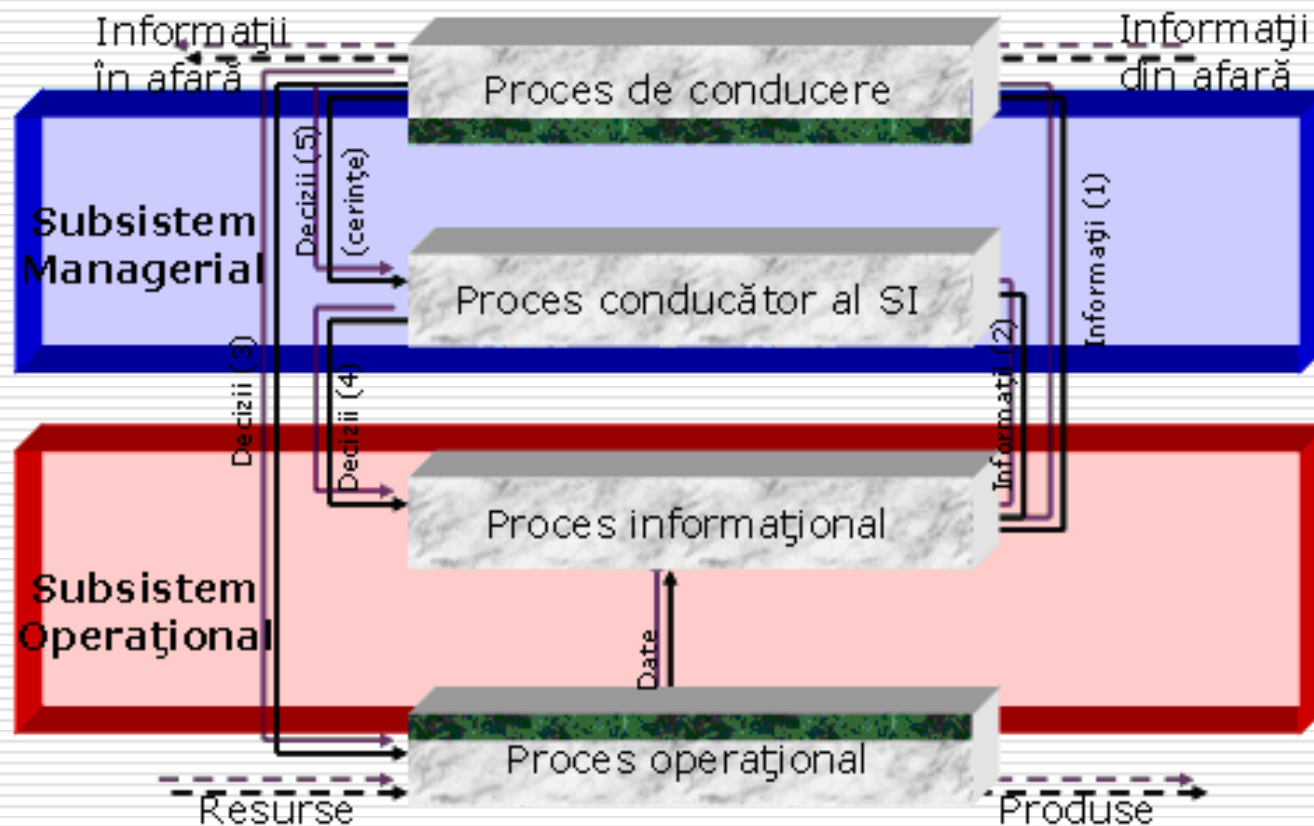 Informaţii
în afară
Informaţii
din afară
Proces de conducere
Decizii (5)
(cerinţe)
Informaţii (1)
Subsistem
Managerial
Proces conducător al SI
Decizii (3)
Decizii (4)
Informaţii (2)
Proces informaţional
Subsistem
Operaţional
Date
Proces operaţional
Resurse
Produse